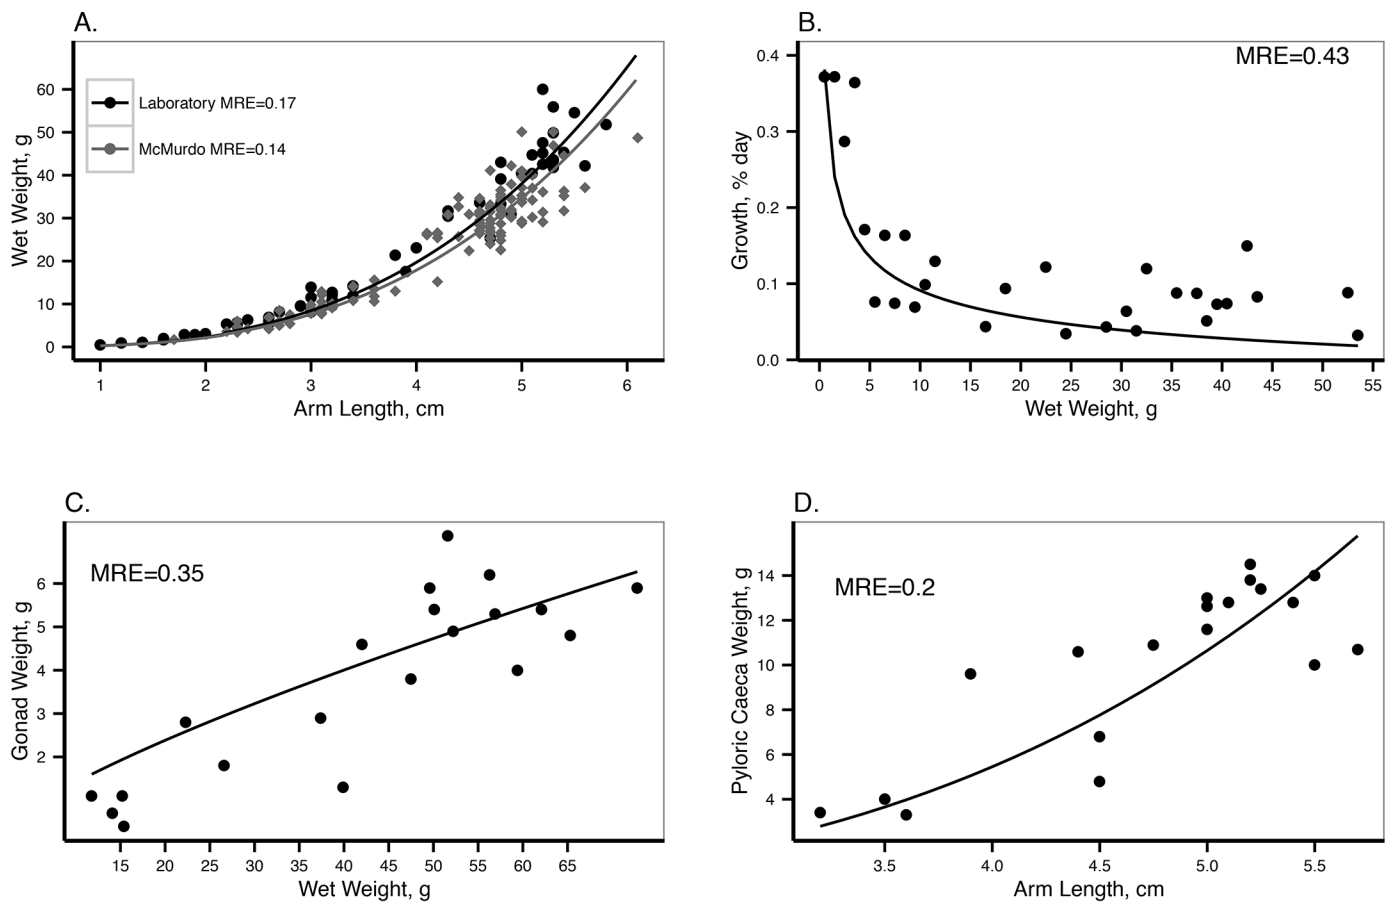 A.
Wet Weight, g
60
50
40
30
20
10
0
Laboratory MRE=0.17
McMurdo MRE=0.14
1 2 3 4 5 6
Arm Length, cm
B.
Growth, % day
0.4
0.3
0.2
0.1
0.0
MRE=0.43
0 5 10 15 20 25 30 35 40 45 50 55
Wet Weight, g
C.
Gonad Weight, g
6
5
4
3
2
MRE=0.35
15 20 25 30 35 40 45 50 55 60 65
Wet Weight, g
D.
Pyloric Caeca Weight, g
14
12
10
8
6
4
MRE=0.2
3.5 4.0 4.5 5.0 5.5
Arm Length, cm